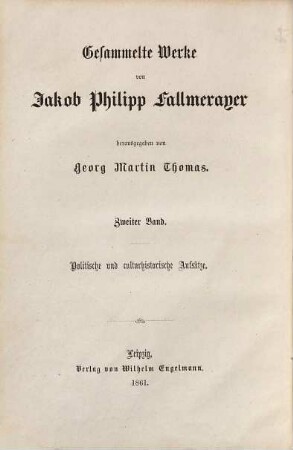 Gesammelte Werke
von
Jakob Philipp Fallmerayer
herausgegeben von
Georg Martin Thomas.
Zweiter Band.
Politische und culturhistorische Aufsätze.
Leipzig,
Verlag von Wilhelm Engelmann.
1861.